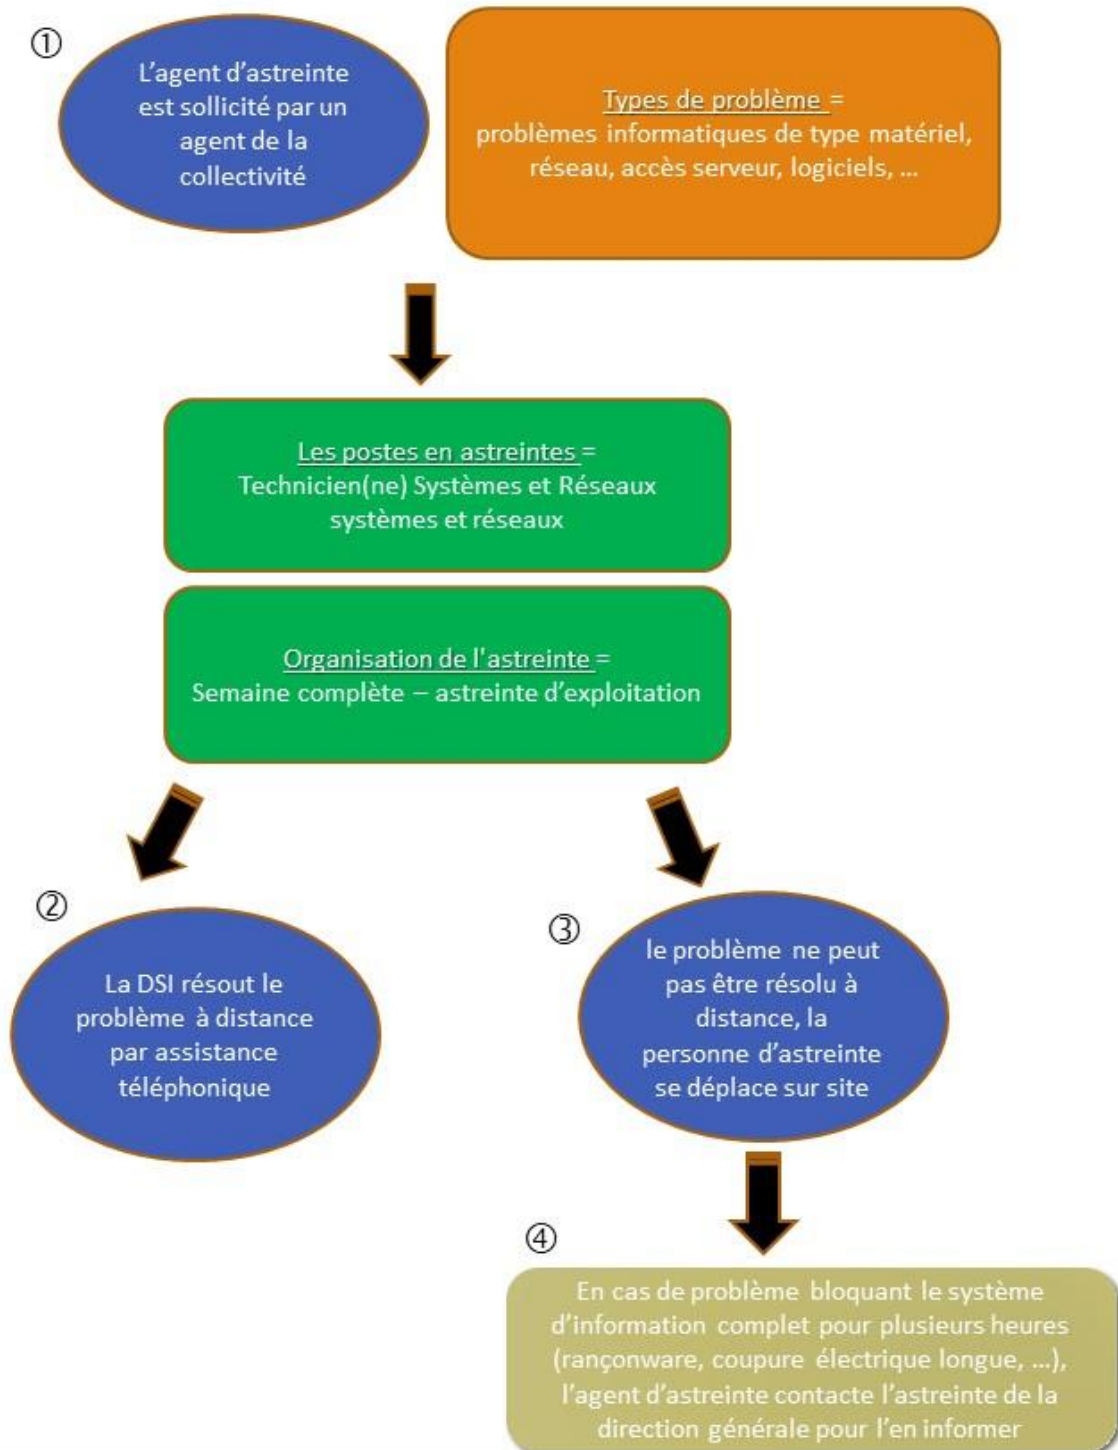 ①
L'agent d'astreinte
est sollicité par un
agent de la
collectivité
Types de problème =
problèmes informatiques de type matériel,
réseau, accès serveur, logiciels, ...
Les postes en astreintes =
Technicien(ne) Systèmes et Réseaux
systèmes et réseaux
Organisation de l'astreinte =
Semaine complète – astreinte d'exploitation
②
La DSI résout le
problème à distance
par assistance
téléphonique
③
le problème ne peut
pas être résolu à
distance, la
personne d'astreinte
se déplace sur site
④
En cas de problème bloquant le système
d'information complet pour plusieurs heures
(rançonware, coupure électrique longue, ...),
l'agent d'astreinte contacte l'astreinte de la
direction générale pour l'en informer